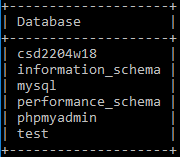 Database
csd2204w18
information_schema
mysql
performance_schema
phpmyadmin
test